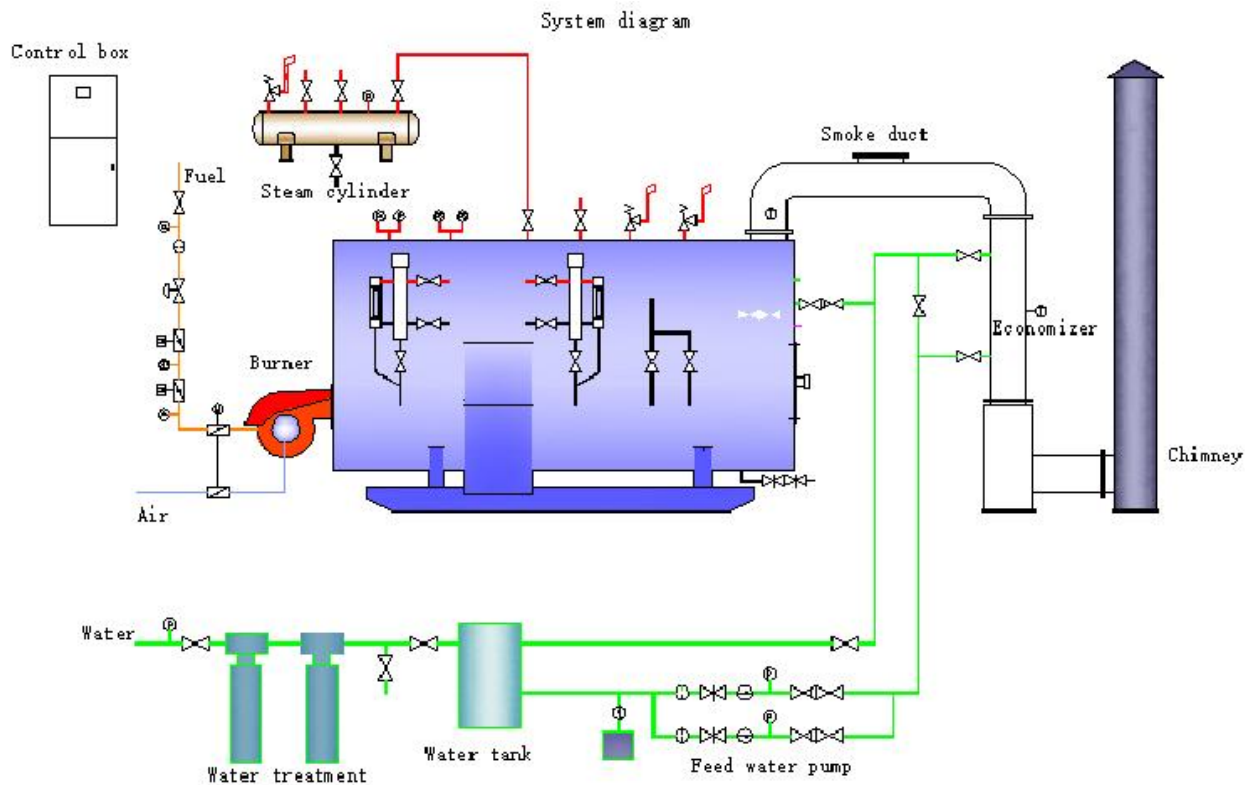 System diagram
Control box
Smoke duct
Fuel
Steam cylinder
Economizer
Burner
Chimney
Air
Water
P
P
P
Water tank
Feed water pump
Water treatment